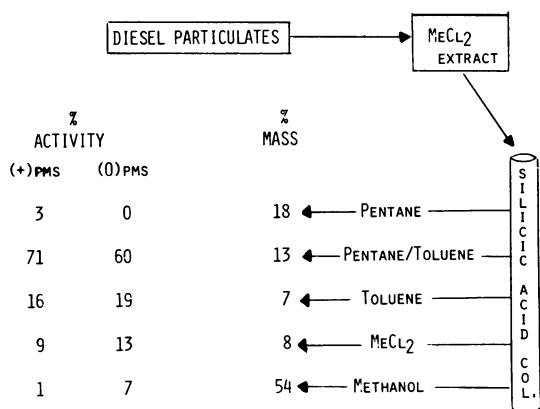 DIESEL PARTICULATES
MECL2
EXTRACT
% %
ACTIVITY MASS
(+)PMS (0)PMS
3 0 18 PENTANE
71 60 13 PENTANE/TOLUENE
16 19 7 TOLUENE
9 13 8 MECL2
1 7 54 METHANOL
SILICIC ACID COL.